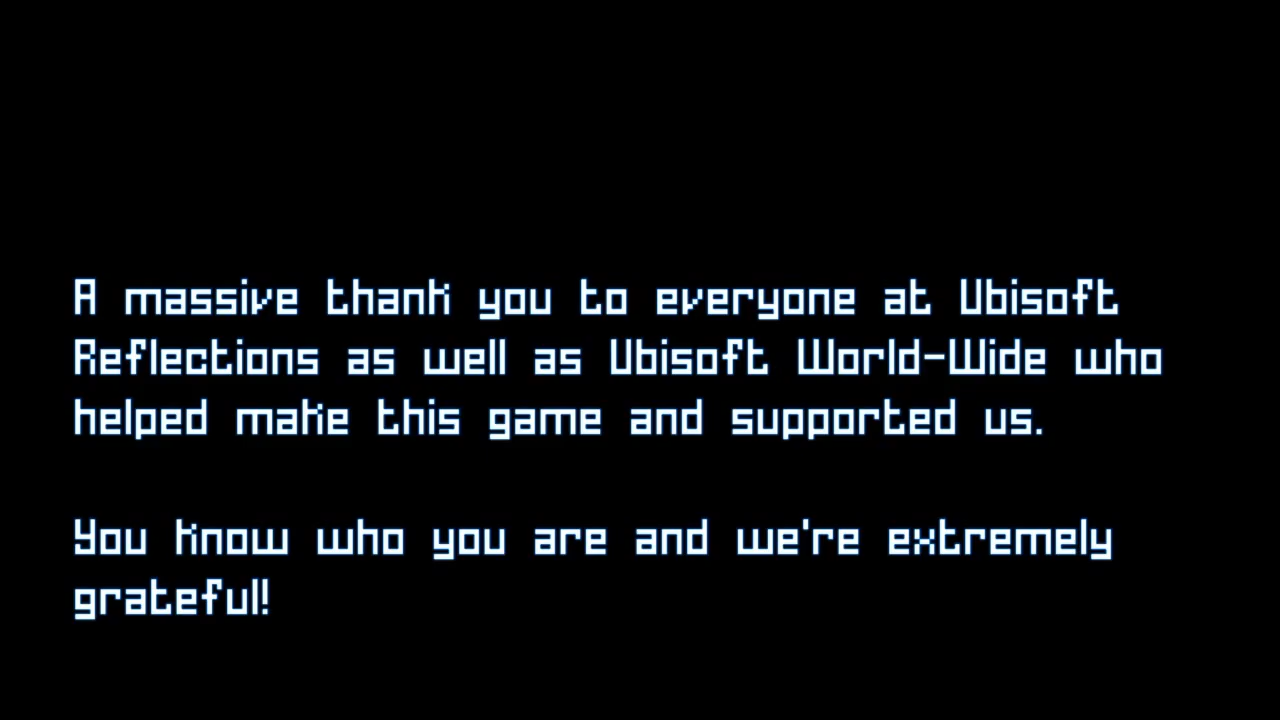 A massive thank you to everyone at Ubisoft
Reflections as well as Ubisoft World-Wide who
helped make this game and supported us.
You know who you are and we're extremely
grateful!